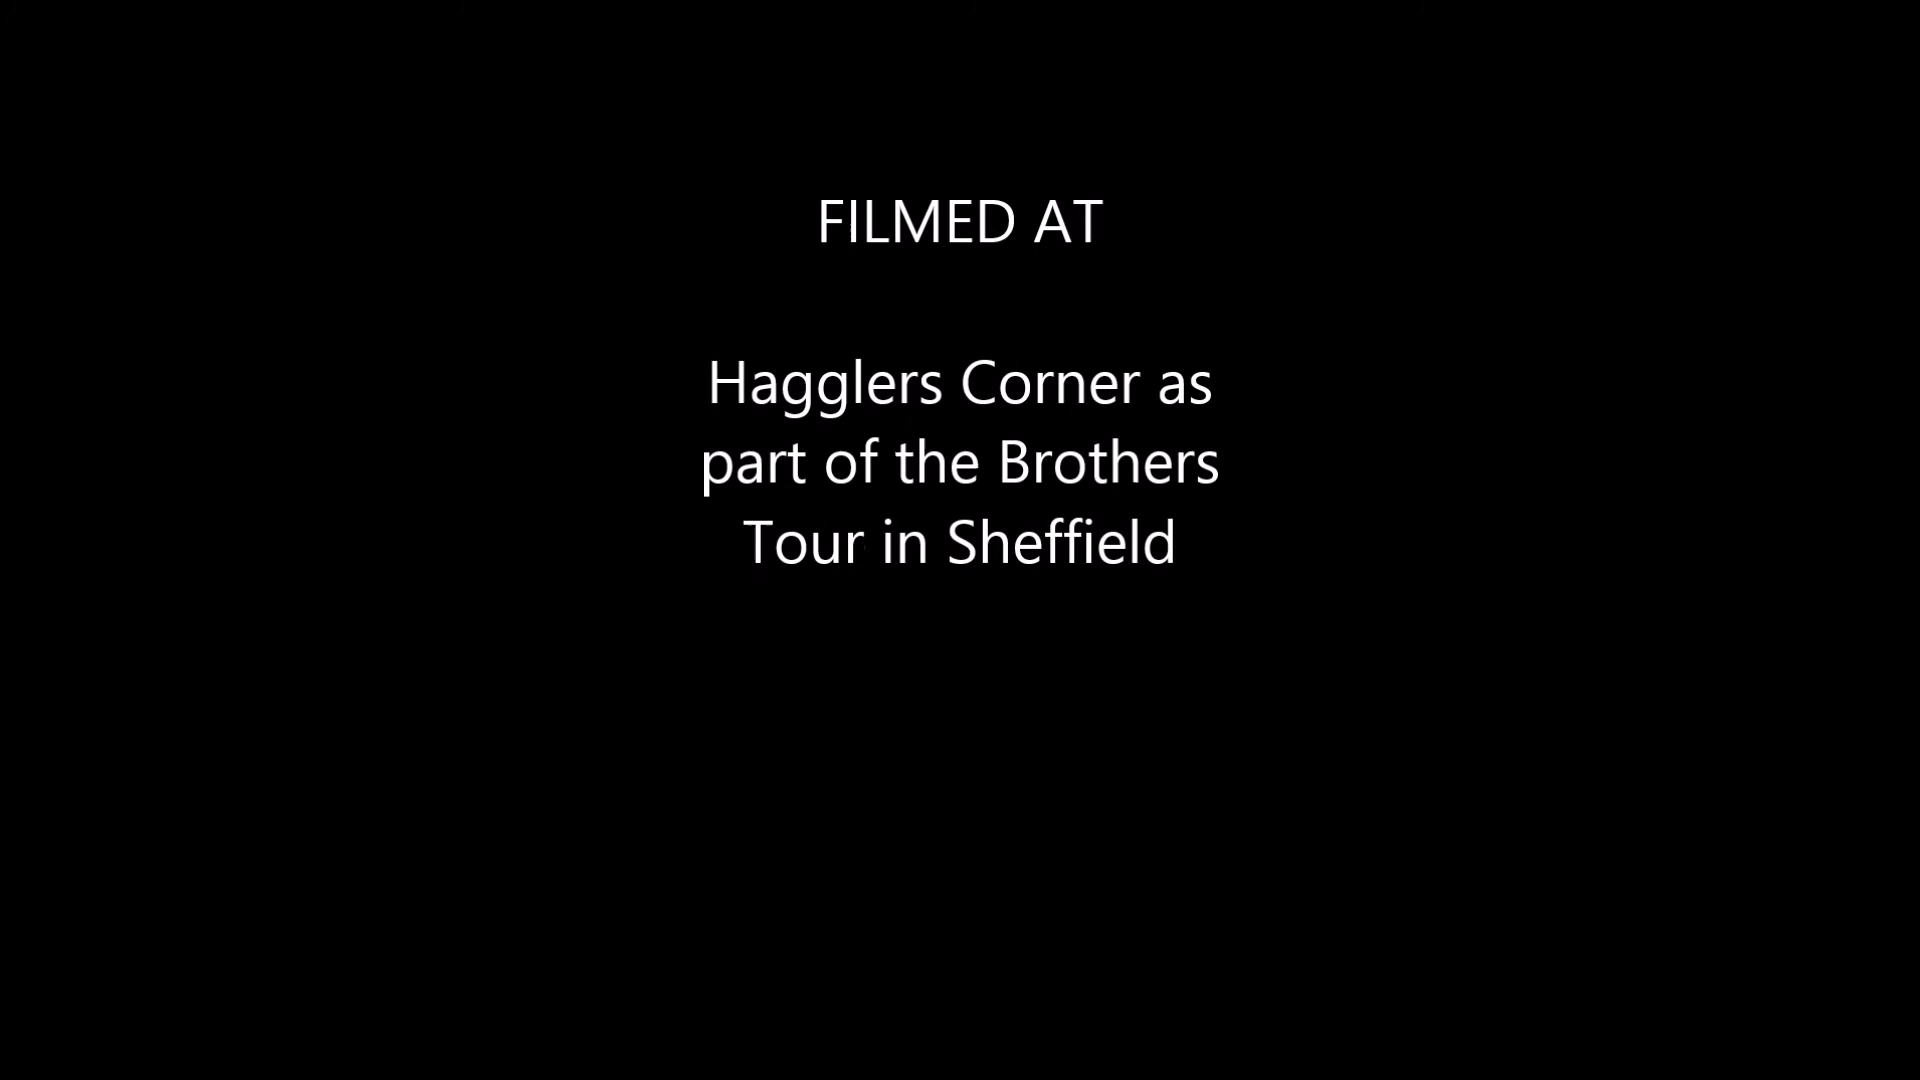 FILMED AT
Hagglers Corner as
part of the Brothers
Tour in Sheffield